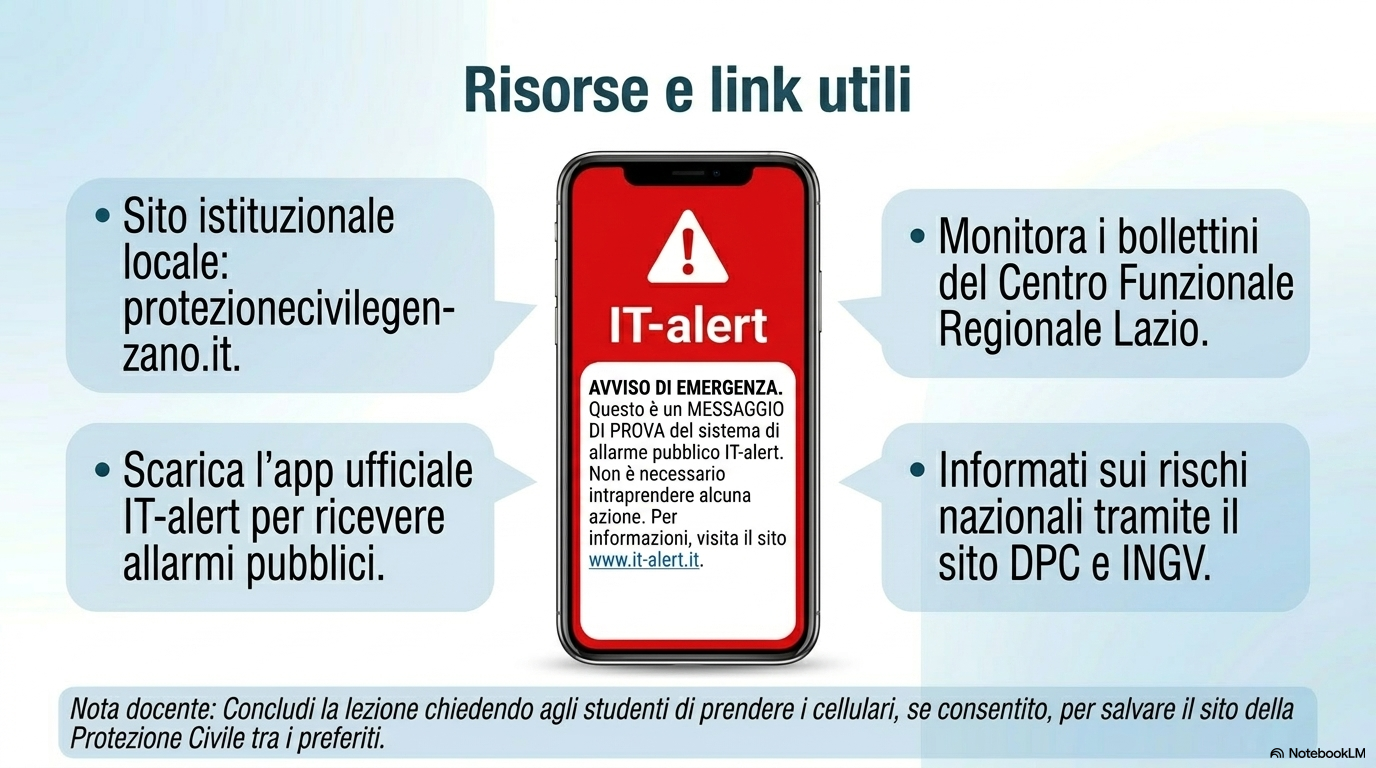 Risorse e link utili
• Sito istituzionale
locale:
protezionecivilegen-
zano.it.
• Scarica l’app ufficiale
IT-alert per ricevere
allarmi pubblici.
IT-alert
AVVISO DI EMERGENZA.
Questo è un MESSAGGIO
DI PROVA del sistema di
allarme pubblico IT-alert.
Non è necessario
intraprendere alcuna
azione. Per
informazioni, visita il sito
www.it-alert.it.
• Monitora i bollettini
del Centro Funzionale
Regionale Lazio.
• Informati sui rischi
nazionali tramite il
sito DPC e INGV.
Nota docente: Concludi la lezione chiedendo agli studenti di prendere i cellulari, se consentito, per salvare il sito della
Protezione Civile tra i preferiti.
NotebookLM